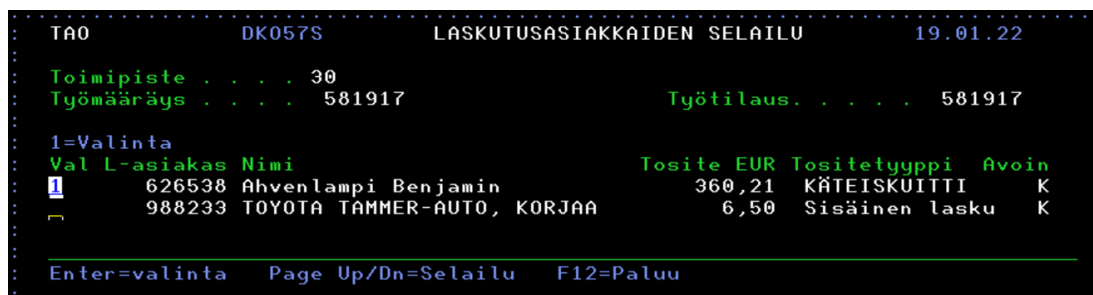 TAO DKO57S LASKUTUSASIAKKAIDEN SELAILU 19.01.22
Toimipiste . . . . 30
Työmääräys . . . . 581917 Työtilaus. . . . . 581917
1=Valinta
Val L-asiakas Nimi Tosite EUR Tositetyyppi Avoin
1 626538 Ahvenlampi Benjamin 360,21 KÄTEISKUITTI K
988233 TOYOTA TAMMER-AUTO, KORJAA 6,50 Sisäinen lasku K
Enter=valinta Page Up/Dn=Selailu F12=Paluu